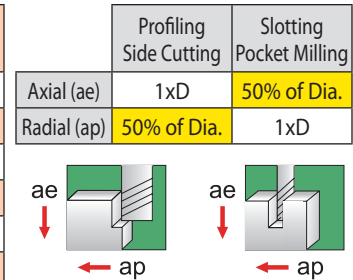 Profiling Slotting
Side Cutting Pocket Milling
Axial (ae) 1xD 50% of Dia.
Radial (ap) 50% of Dia. 1xD
ae ae
ap ap